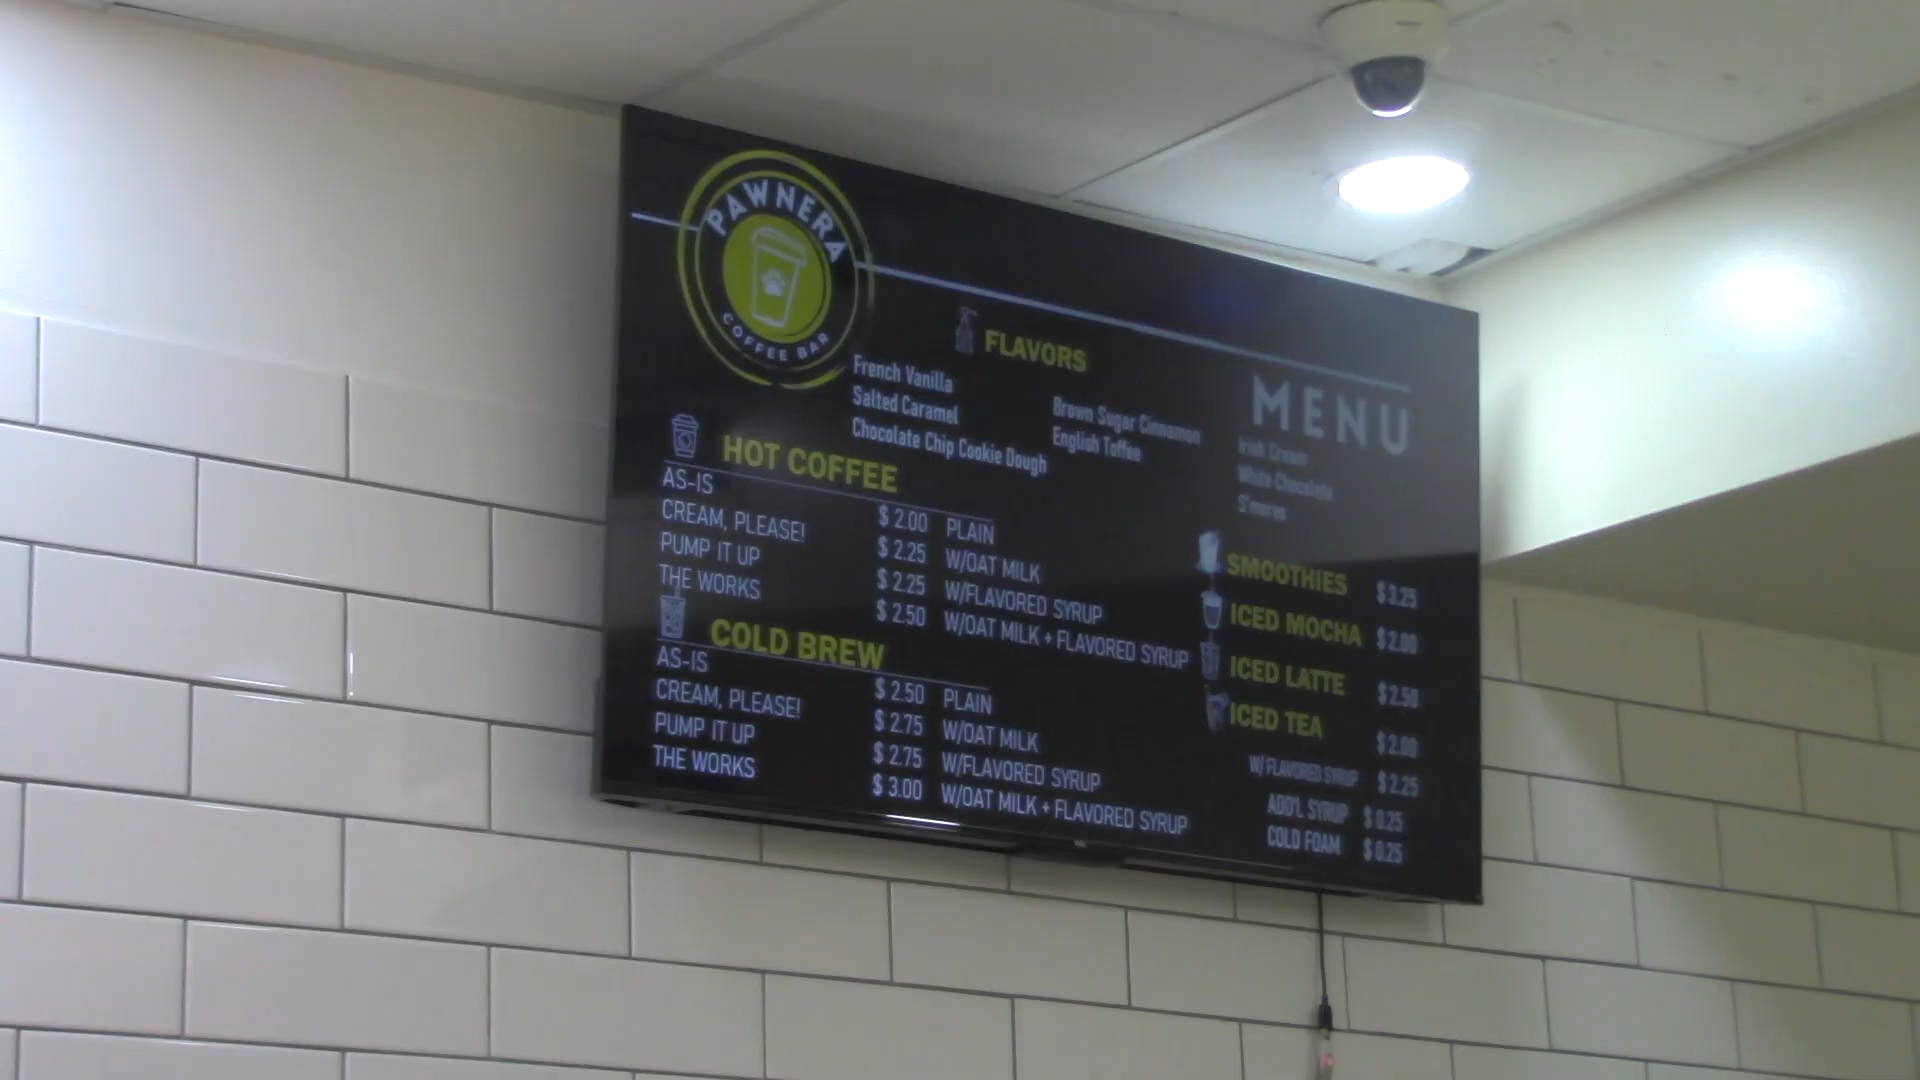 PAWNERA
COFFEE BAR
MENU
FLAVORS
French Vanilla
Salted Caramel
Chocolate Chip Cookie Dough
Brown Sugar Cinnamon
English Toffee
Irish Cream
White Chocolate
S'mores
HOT COFFEE
AS-IS $2.00 PLAIN
CREAM, PLEASE! $2.25 W/OAT MILK
PUMP IT UP $2.25 W/FLAVORED SYRUP
THE WORKS $2.50 W/OAT MILK + FLAVORED SYRUP
COLD BREW
AS-IS $2.50 PLAIN
CREAM, PLEASE! $2.75 W/OAT MILK
PUMP IT UP $2.75 W/FLAVORED SYRUP
THE WORKS $3.00 W/OAT MILK + FLAVORED SYRUP
SMOOTHIES $3.25
ICED MOCHA $2.00
ICED LATTE $2.50
ICED TEA $2.00
W/ FLAVORED SYRUP $2.25
ADD'L SYRUP $0.25
COLD FOAM $0.25